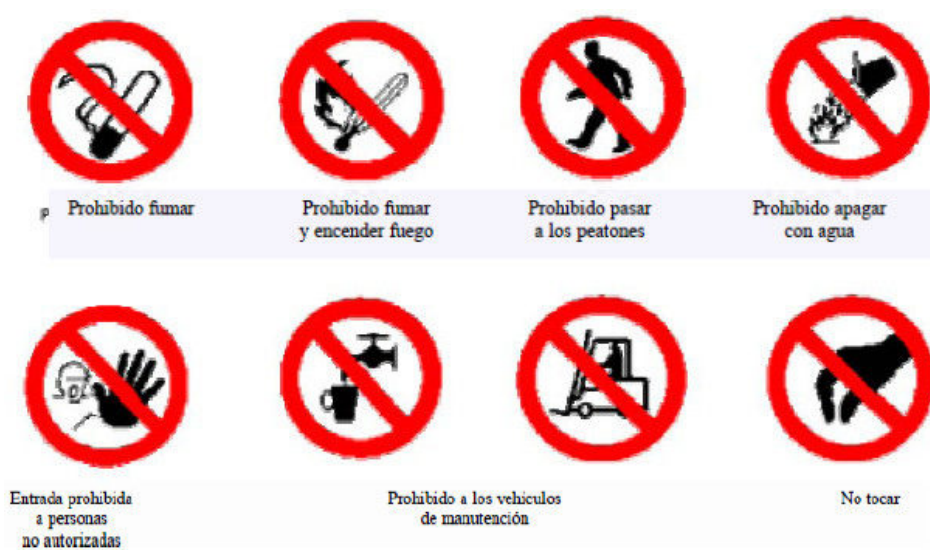 Prohibido fumar
Prohibido fumar
y encender fuego
Prohibido pasar
a los peatones
Prohibido apagar
con agua
Entrada prohibida
a personas
no autorizadas
Prohibido a los vehiculos
de manutención
No tocar